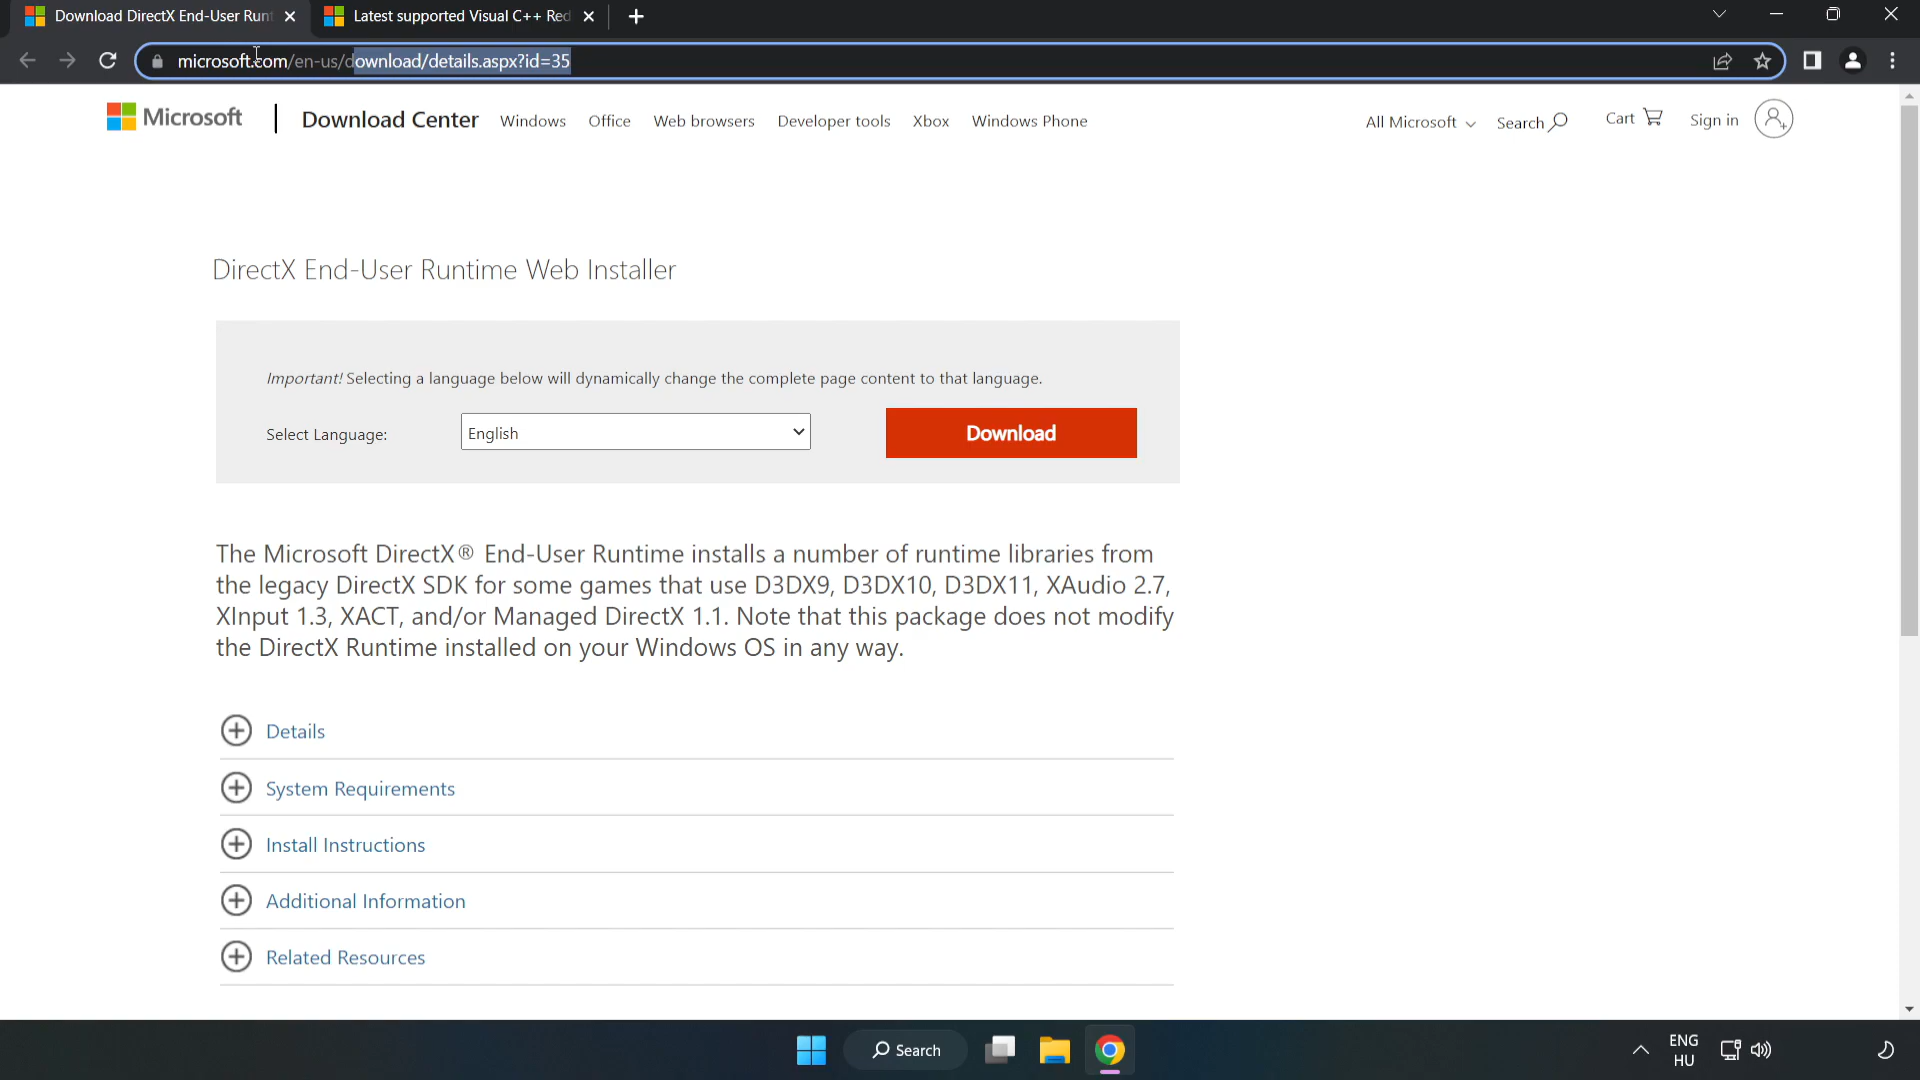 Download DirectX End-User Runt
Latest supported Visual C++ Red
microsoft.com/en-us/download/details.aspx?id=35
Microsoft
Download Center
Windows
Office
Web browsers
Developer tools
Xbox
Windows Phone
All Microsoft
Search
Cart
Sign in
DirectX End-User Runtime Web Installer
Important! Selecting a language below will dynamically change the complete page content to that language.
Select Language:
English
Download
The Microsoft DirectX® End-User Runtime installs a number of runtime libraries from
the legacy DirectX SDK for some games that use D3DX9, D3DX10, D3DX11, XAudio 2.7,
XInput 1.3, XACT, and/or Managed DirectX 1.1. Note that this package does not modify
the DirectX Runtime installed on your Windows OS in any way.
Details
System Requirements
Install Instructions
Additional Information
Related Resources
Search
ENG
HU